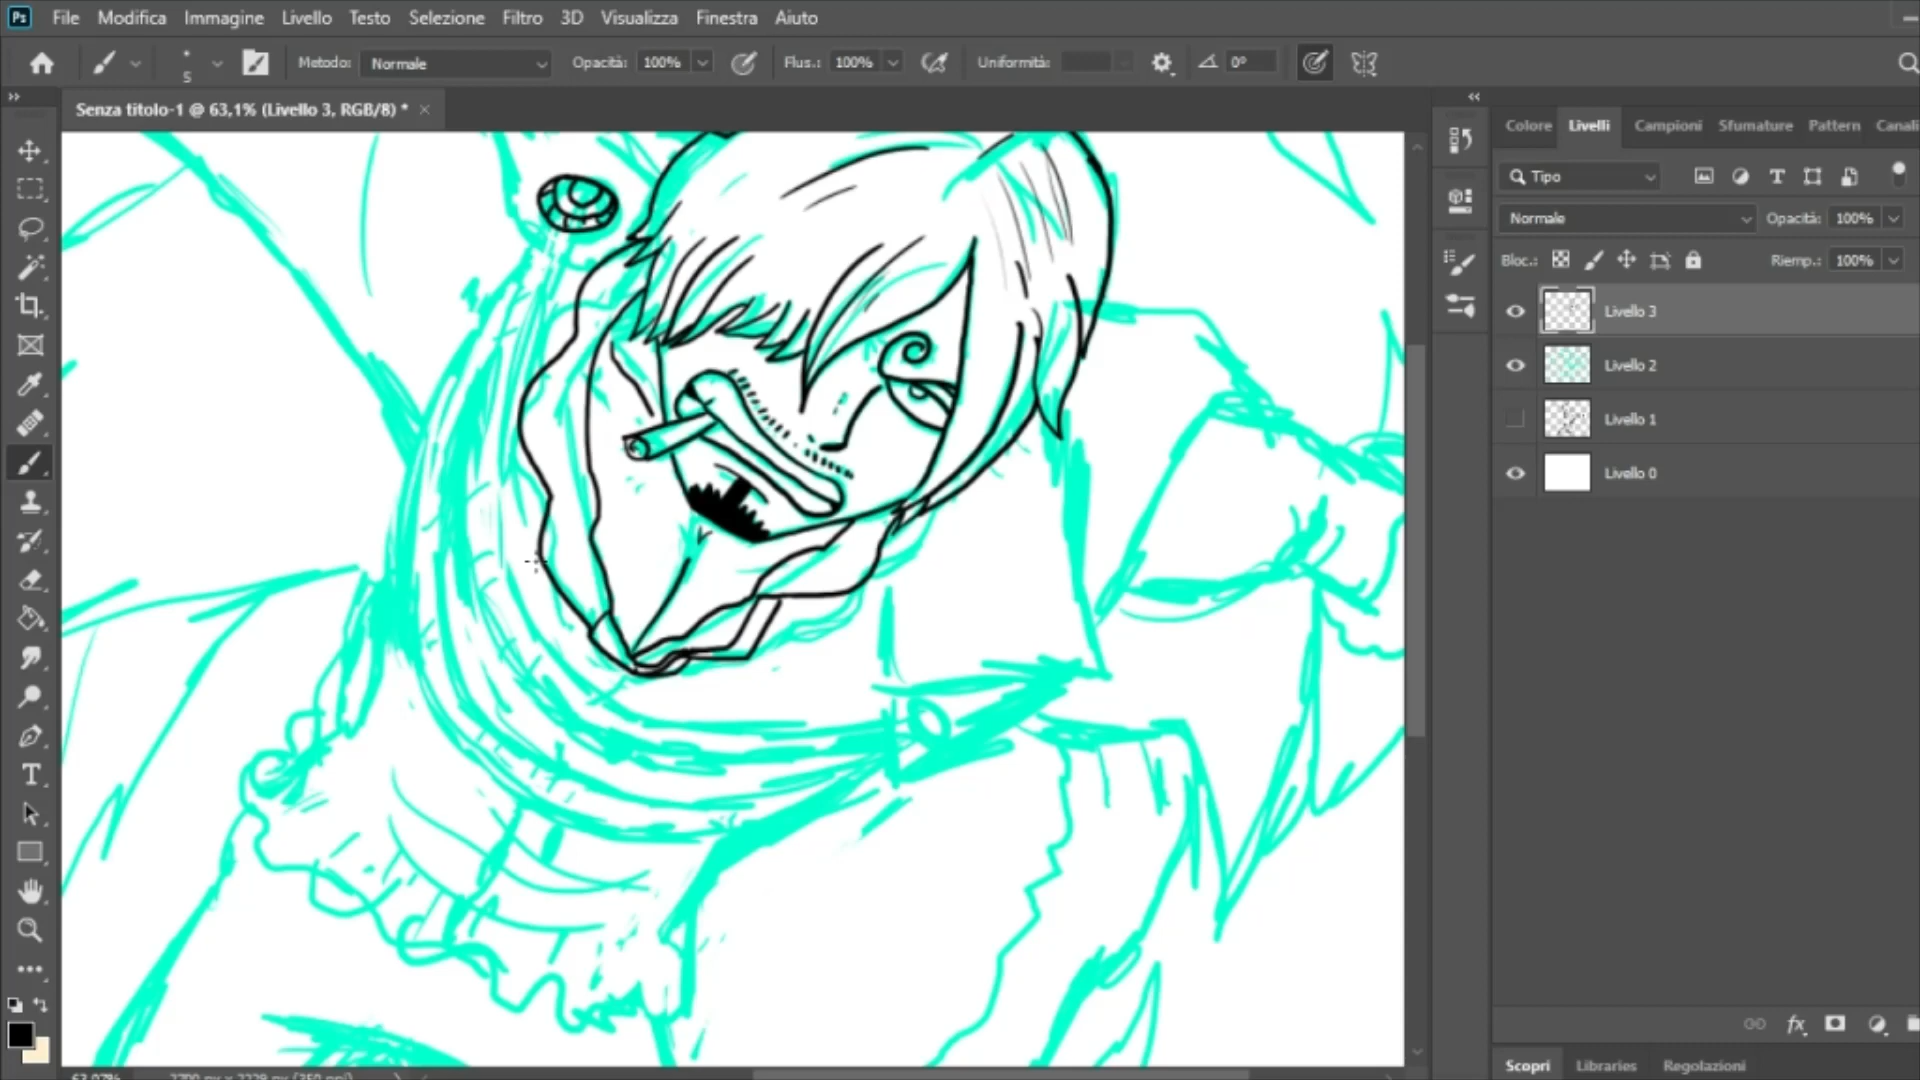 Ps File Modifica Immagine Livello Testo Selezione Filtro 3D Visualizza Finestra Aiuto
5 Metodo: Normale Opacità: 100% Flus.: 100% Uniformità: 0°
Senza titolo-1 @ 63,1% (Livello 3, RGB/8) *
Colore Livelli Campioni Sfumature Pattern Canali
Tipo
Normale Opacità: 100%
Bloc.: Riemp.: 100%
Livello 3
Livello 2
Livello 1
Livello 0
fx
Scopri Libraries Regolazioni